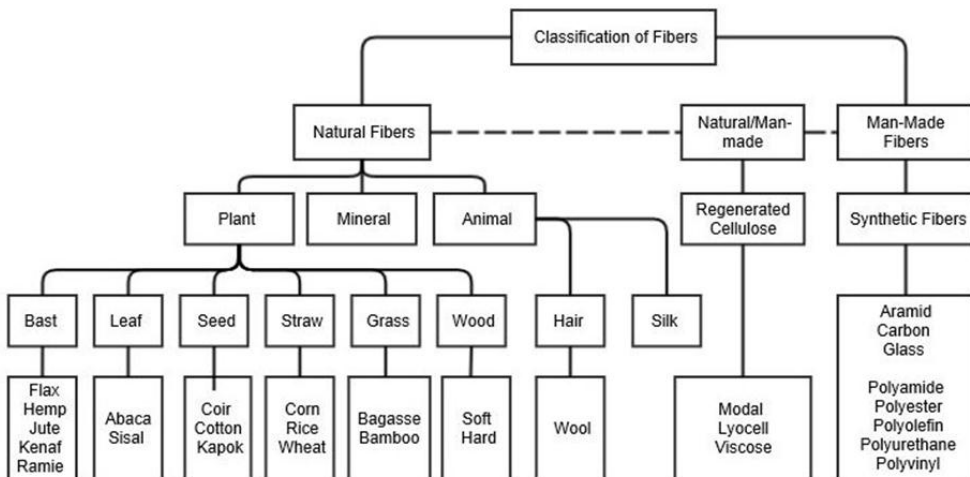 Classification of Fibers
Natural Fibers
Natural/Man-
made
Man-Made
Fibers
Plant
Mineral
Animal
Regenerated
Cellulose
Synthetic Fibers
Bast
Leaf
Seed
Straw
Grass
Wood
Hair
Silk
Flax
Hemp
Jute
Kenaf
Ramie
Abaca
Sisal
Coir
Cotton
Kapok
Corn
Rice
Wheat
Bagasse
Bamboo
Soft
Hard
Wool
Modal
Lyocell
Viscose
Aramid
Carbon
Glass
Polyamide
Polyester
Polyolefin
Polyurethane
Polyvinyl